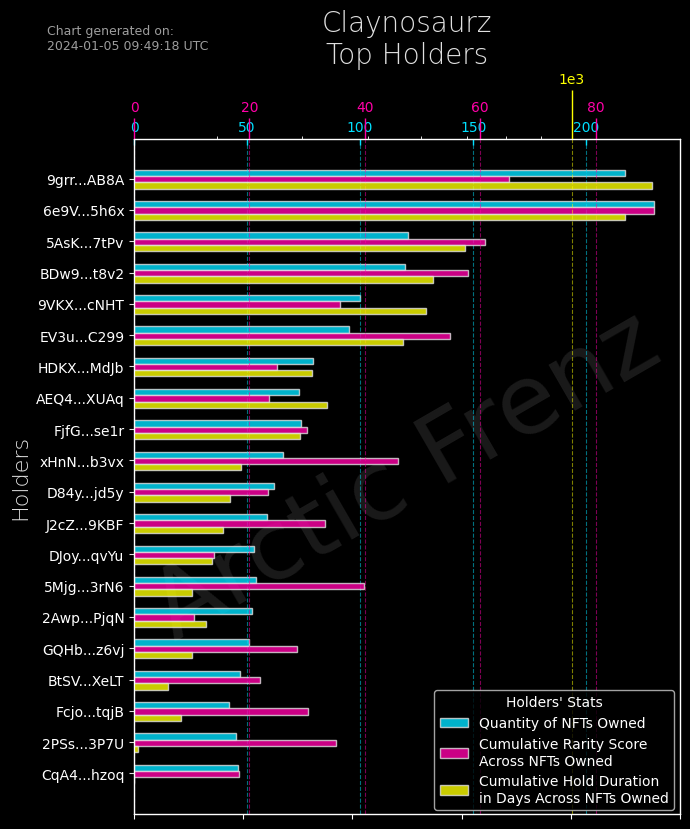 Chart generated on:
2024-01-05 09:49:18 UTC
Claynosaurz
Top Holders
1e3
0 20 40 60 80
0 50 100 150 200
Holders
9grr...AB8A
6e9V...5h6x
5AsK...7tPv
BDw9...t8v2
9VKX...cNHT
EV3u...C299
HDKX...MdJb
AEQ4...XUAq
FjfG...se1r
xHnN...b3vx
D84y...jd5y
J2cZ...9KBF
DJoy...qvYu
5Mjg...3rN6
2Awp...PjqN
GQHb...z6vj
BtSV...XeLT
Fcjo...tqjB
2PSs...3P7U
CqA4...hzoq
Arctic Frenz
Holders' Stats
Quantity of NFTs Owned
Cumulative Rarity Score
Across NFTs Owned
Cumulative Hold Duration
in Days Across NFTs Owned